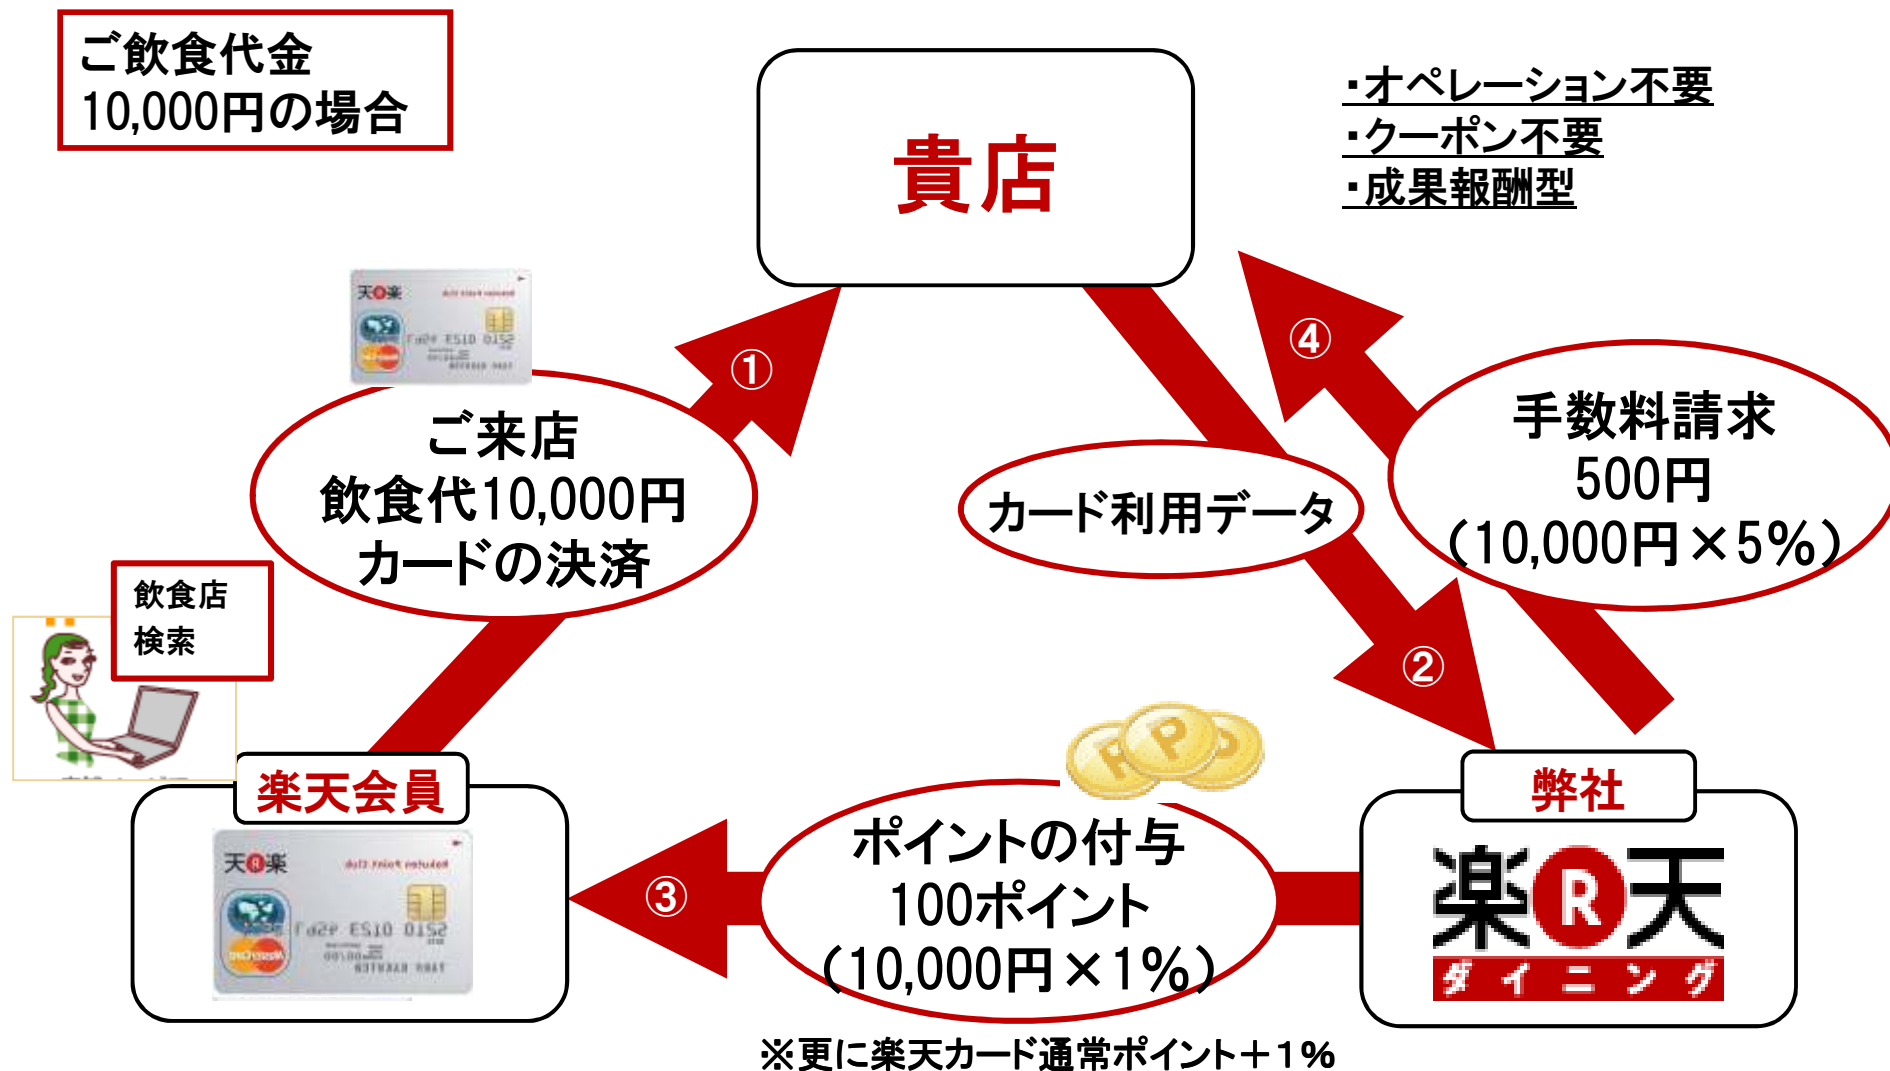 ご飲食代金
10,000円の場合
貴店
・オペレーション不要
・クーポン不要
・成果報酬型
①
④
ご来店
飲食代10,000円
カードの決済
手数料請求
500円
(10,000円×5%)
カード利用データ
飲食店
検索
②
楽天会員
弊社
③
ポイントの付与
100ポイント
(10,000円×1%)
楽R天
ダイニング
※更に楽天カード通常ポイント+1%